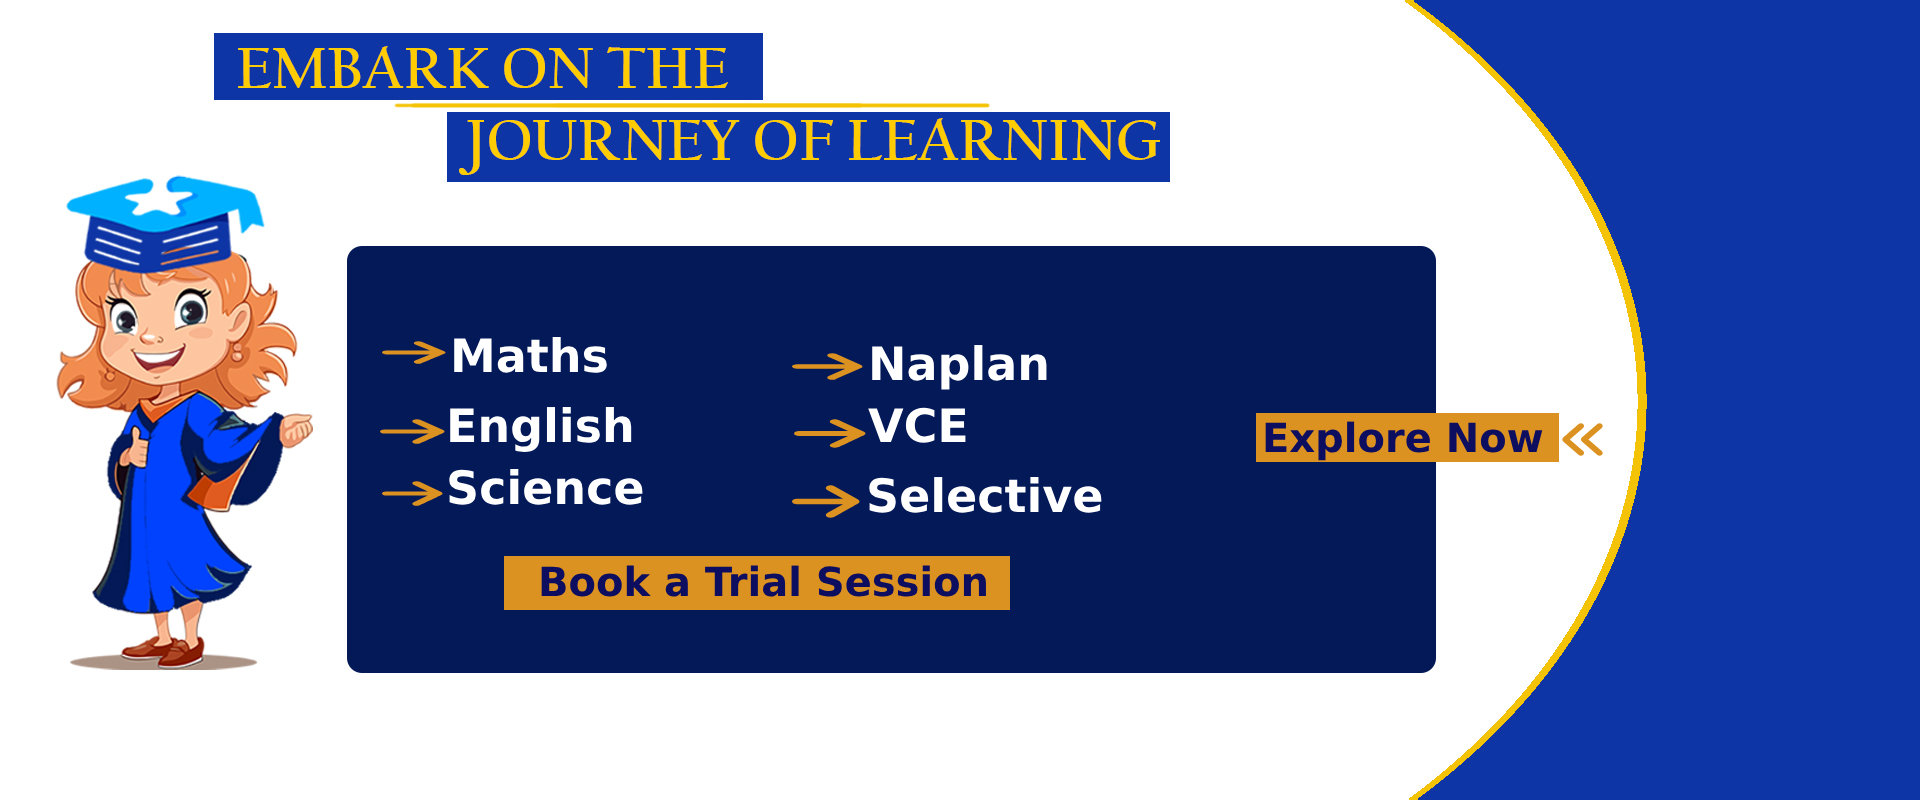 EMBARK ON THE
JOURNEY OF LEARNING
Maths
English
Science
Naplan
VCE
Selective
Explore Now
Book a Trial Session